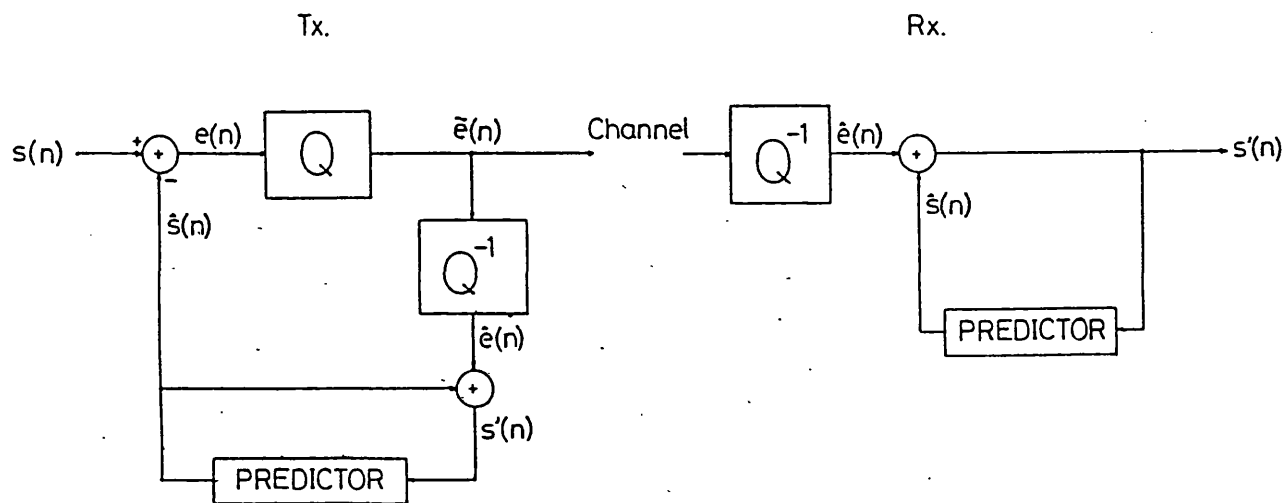 Tx.
Rx.
s(n)
+
+
−
e(n)
Q
ẽ(n)
Channel
Q⁻¹
ê(n)
+
s'(n)
ŝ(n)
ŝ(n)
Q⁻¹
ê(n)
+
s'(n)
PREDICTOR
PREDICTOR